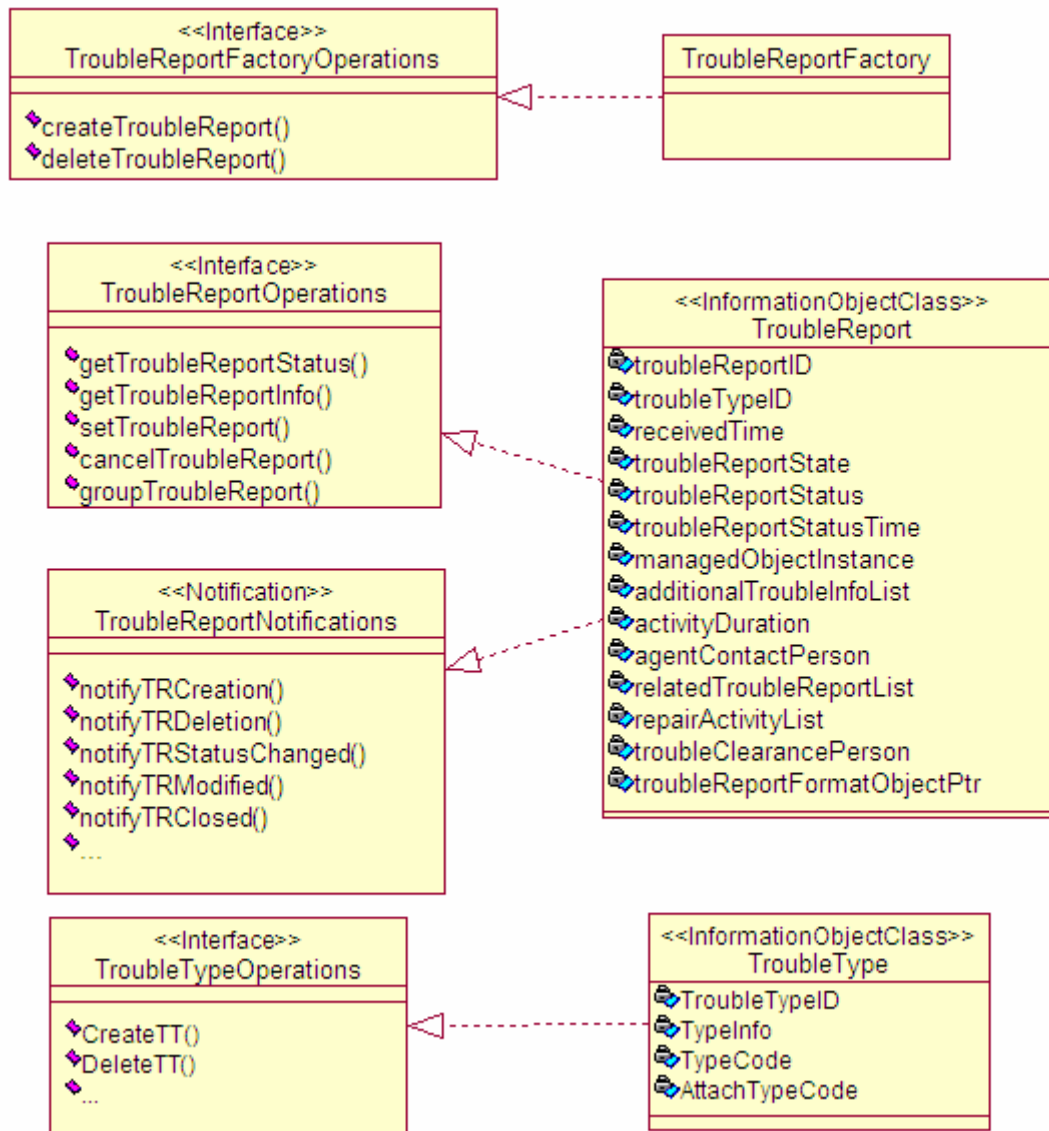 <<Interface>>
TroubleReportFactoryOperations
createTroubleReport()
deleteTroubleReport()
TroubleReportFactory
<<Interface>>
TroubleReportOperations
getTroubleReportStatus()
getTroubleReportInfo()
setTroubleReport()
cancelTroubleReport()
groupTroubleReport()
<<InformationObjectClass>>
TroubleReport
troubleReportID
troubleTypeID
receivedTime
troubleReportState
troubleReportStatus
troubleReportStatusTime
managedObjectInstance
additionalTroubleInfoList
activityDuration
agentContactPerson
relatedTroubleReportList
repairActivityList
troubleClearancePerson
troubleReportFormatObjectPtr
<<Notification>>
TroubleReportNotifications
notifyTRCreation()
notifyTRDeletion()
notifyTRStatusChanged()
notifyTRModified()
notifyTRClosed()
...
<<Interface>>
TroubleTypeOperations
CreateTT()
DeleteTT()
...
<<InformationObjectClass>>
TroubleType
TroubleTypeID
TypeInfo
TypeCode
AttachTypeCode